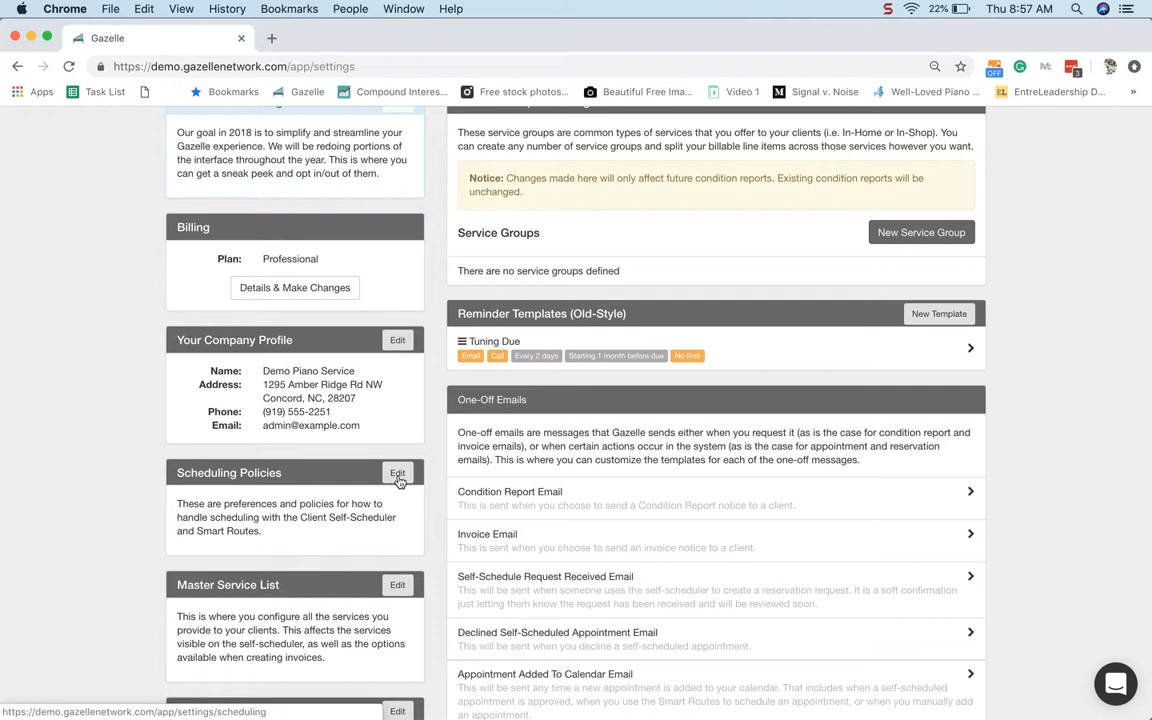 Chrome File Edit View History Bookmarks People Window Help
22% Thu 8:57 AM
Gazelle
https://demo.gazellenetwork.com/app/settings
OFF
M:
3
Apps Task List Bookmarks Gazelle Compound Interes... Free stock photos... Beautiful Free Ima... Video 1 Signal v. Noise Well-Loved Piano ... EntreLeadership D... »
Our goal in 2018 is to simplify and streamline your
Gazelle experience. We will be redoing portions of
the interface throughout the year. This is where you
can get a sneak peek and opt in/out of them.
Billing
Plan: Professional
Details & Make Changes
Your Company Profile Edit
Name: Demo Piano Service
Address: 1295 Amber Ridge Rd NW
Concord, NC, 28207
Phone: (919) 555-2251
Email: admin@example.com
Scheduling Policies Edit
These are preferences and policies for how to
handle scheduling with the Client Self-Scheduler
and Smart Routes.
Master Service List Edit
This is where you configure all the services you
provide to your clients. This affects the services
visible on the self-scheduler, as well as the options
available when creating invoices.
Edit
These service groups are common types of services that you offer to your clients (i.e. In-Home or In-Shop). You
can create any number of service groups and split your billable line items across those services however you want.
Notice: Changes made here will only affect future condition reports. Existing condition reports will be
unchanged.
Service Groups New Service Group
There are no service groups defined
Reminder Templates (Old-Style) New Template
Tuning Due
Email Call Every 2 days Starting 1 month before due No limit
One-Off Emails
One-off emails are messages that Gazelle sends either when you request it (as is the case for condition report and
invoice emails), or when certain actions occur in the system (as is the case for appointment and reservation
emails). This is where you can customize the templates for each of the one-off messages.
Condition Report Email
This is sent when you choose to send a Condition Report notice to a client.
Invoice Email
This is sent when you choose to send an invoice notice to a client.
Self-Schedule Request Received Email
This will be sent when someone uses the self-scheduler to create a reservation request. It is a soft confirmation
just letting them know the request has been received and will be reviewed soon.
Declined Self-Scheduled Appointment Email
This will be sent when you decline a self-scheduled appointment.
Appointment Added To Calendar Email
This will be sent any time a new appointment is added to your calendar. That includes when a self-scheduled
appointment is approved, when you use the Smart Routes to schedule an appointment, or when you manually add
an appointment.
https://demo.gazellenetwork.com/app/settings/scheduling